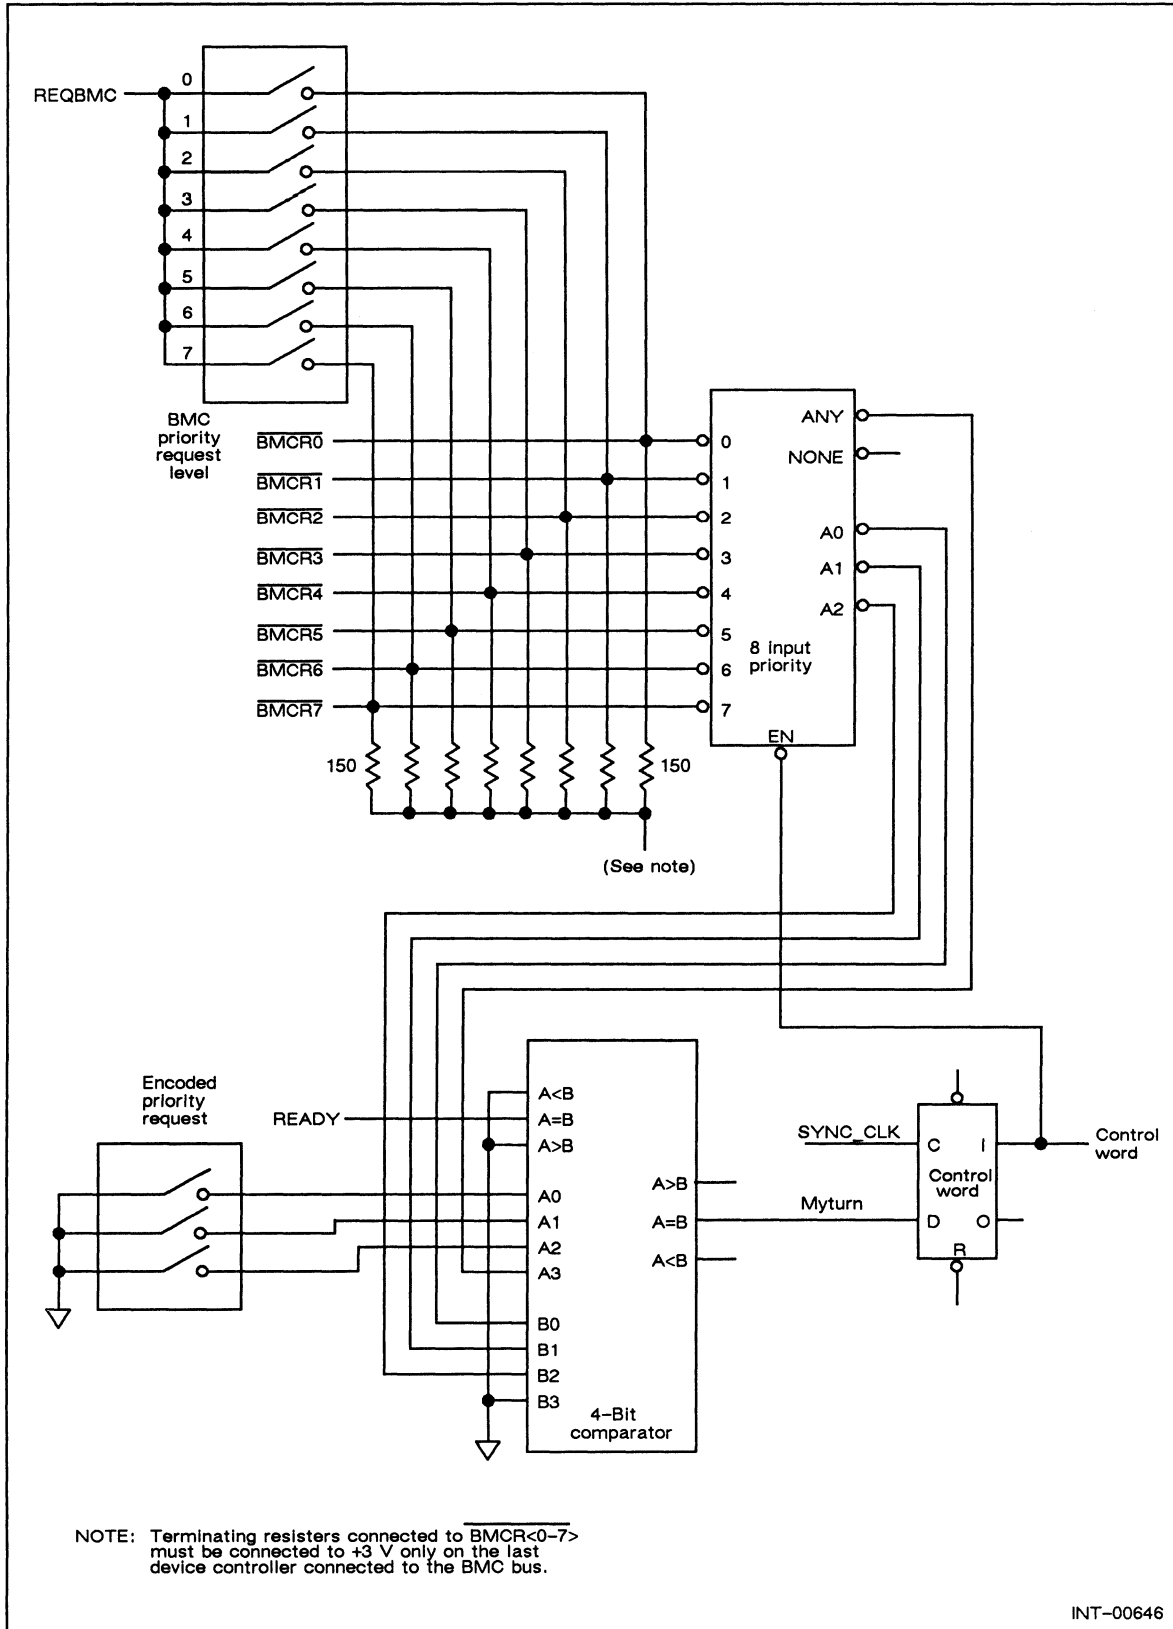 REQBMC
0
1
2
3
4
5
6
7
BMC
priority
request
level
BMCR0
BMCR1
BMCR2
BMCR3
BMCR4
BMCR5
BMCR6
BMCR7
0
1
2
3
4
5
6
7
ANY
NONE
A0
A1
A2
8 input
priority
EN
150
150
(See note)
Encoded
priority
request
READY
A<B
A=B
A>B
A0
A1
A2
A3
B0
B1
B2
B3
A>B
A=B
A<B
4-Bit
comparator
SYNC_CLK
Myturn
C I
Control
word
D O
R
Control
word
NOTE: Terminating resisters connected to BMCR<0-7>
must be connected to +3 V only on the last
device controller connected to the BMC bus.
INT-00646